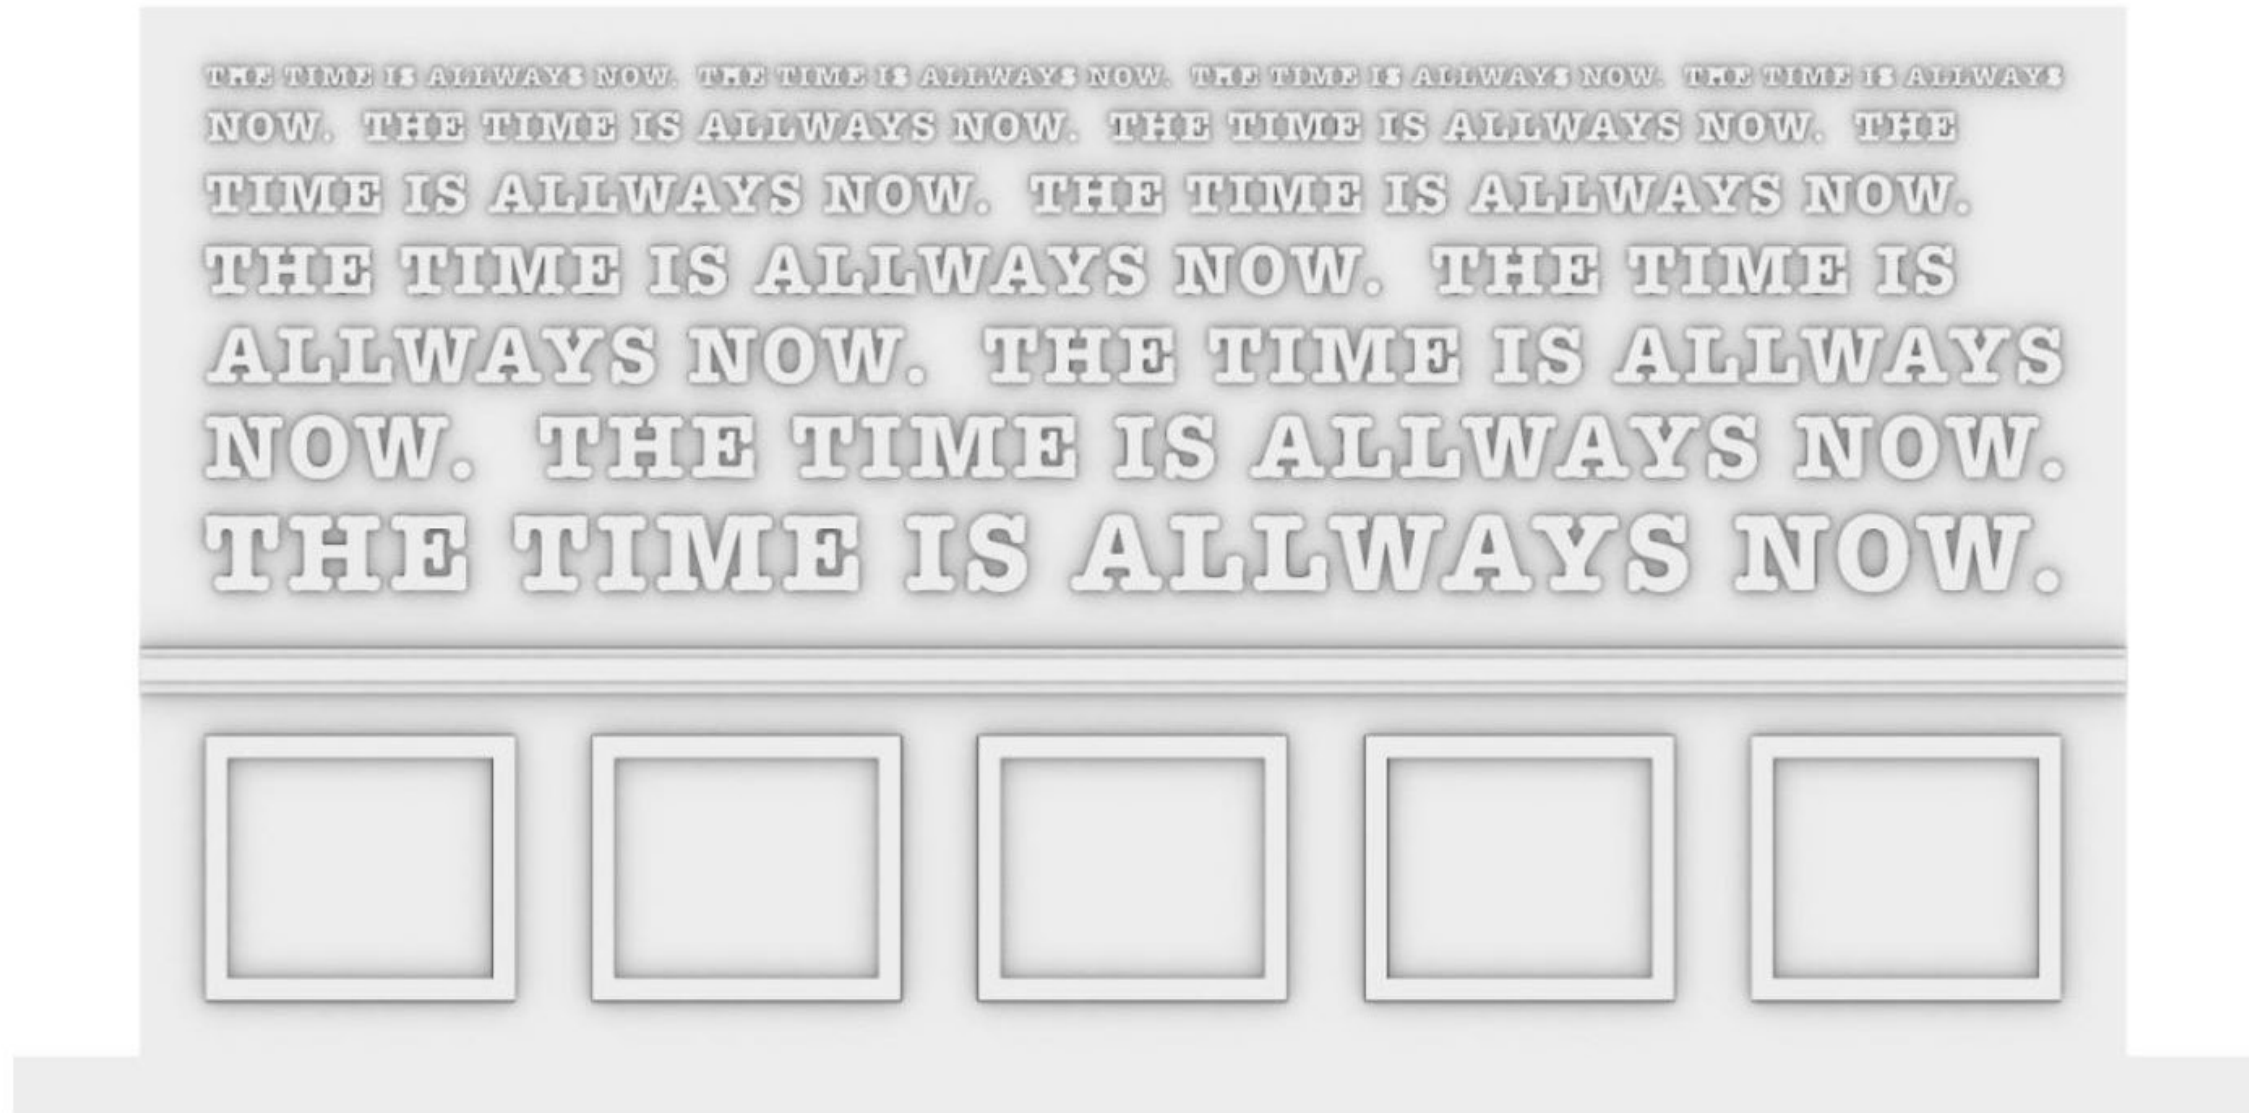 THE TIME IS ALLWAYS NOW. THE TIME IS ALLWAYS NOW. THE TIME IS ALLWAYS NOW. THE TIME IS ALLWAYS
NOW. THE TIME IS ALLWAYS NOW. THE TIME IS ALLWAYS NOW. THE
TIME IS ALLWAYS NOW. THE TIME IS ALLWAYS NOW.
THE TIME IS ALLWAYS NOW. THE TIME IS
ALLWAYS NOW. THE TIME IS ALLWAYS
NOW. THE TIME IS ALLWAYS NOW.
THE TIME IS ALLWAYS NOW.